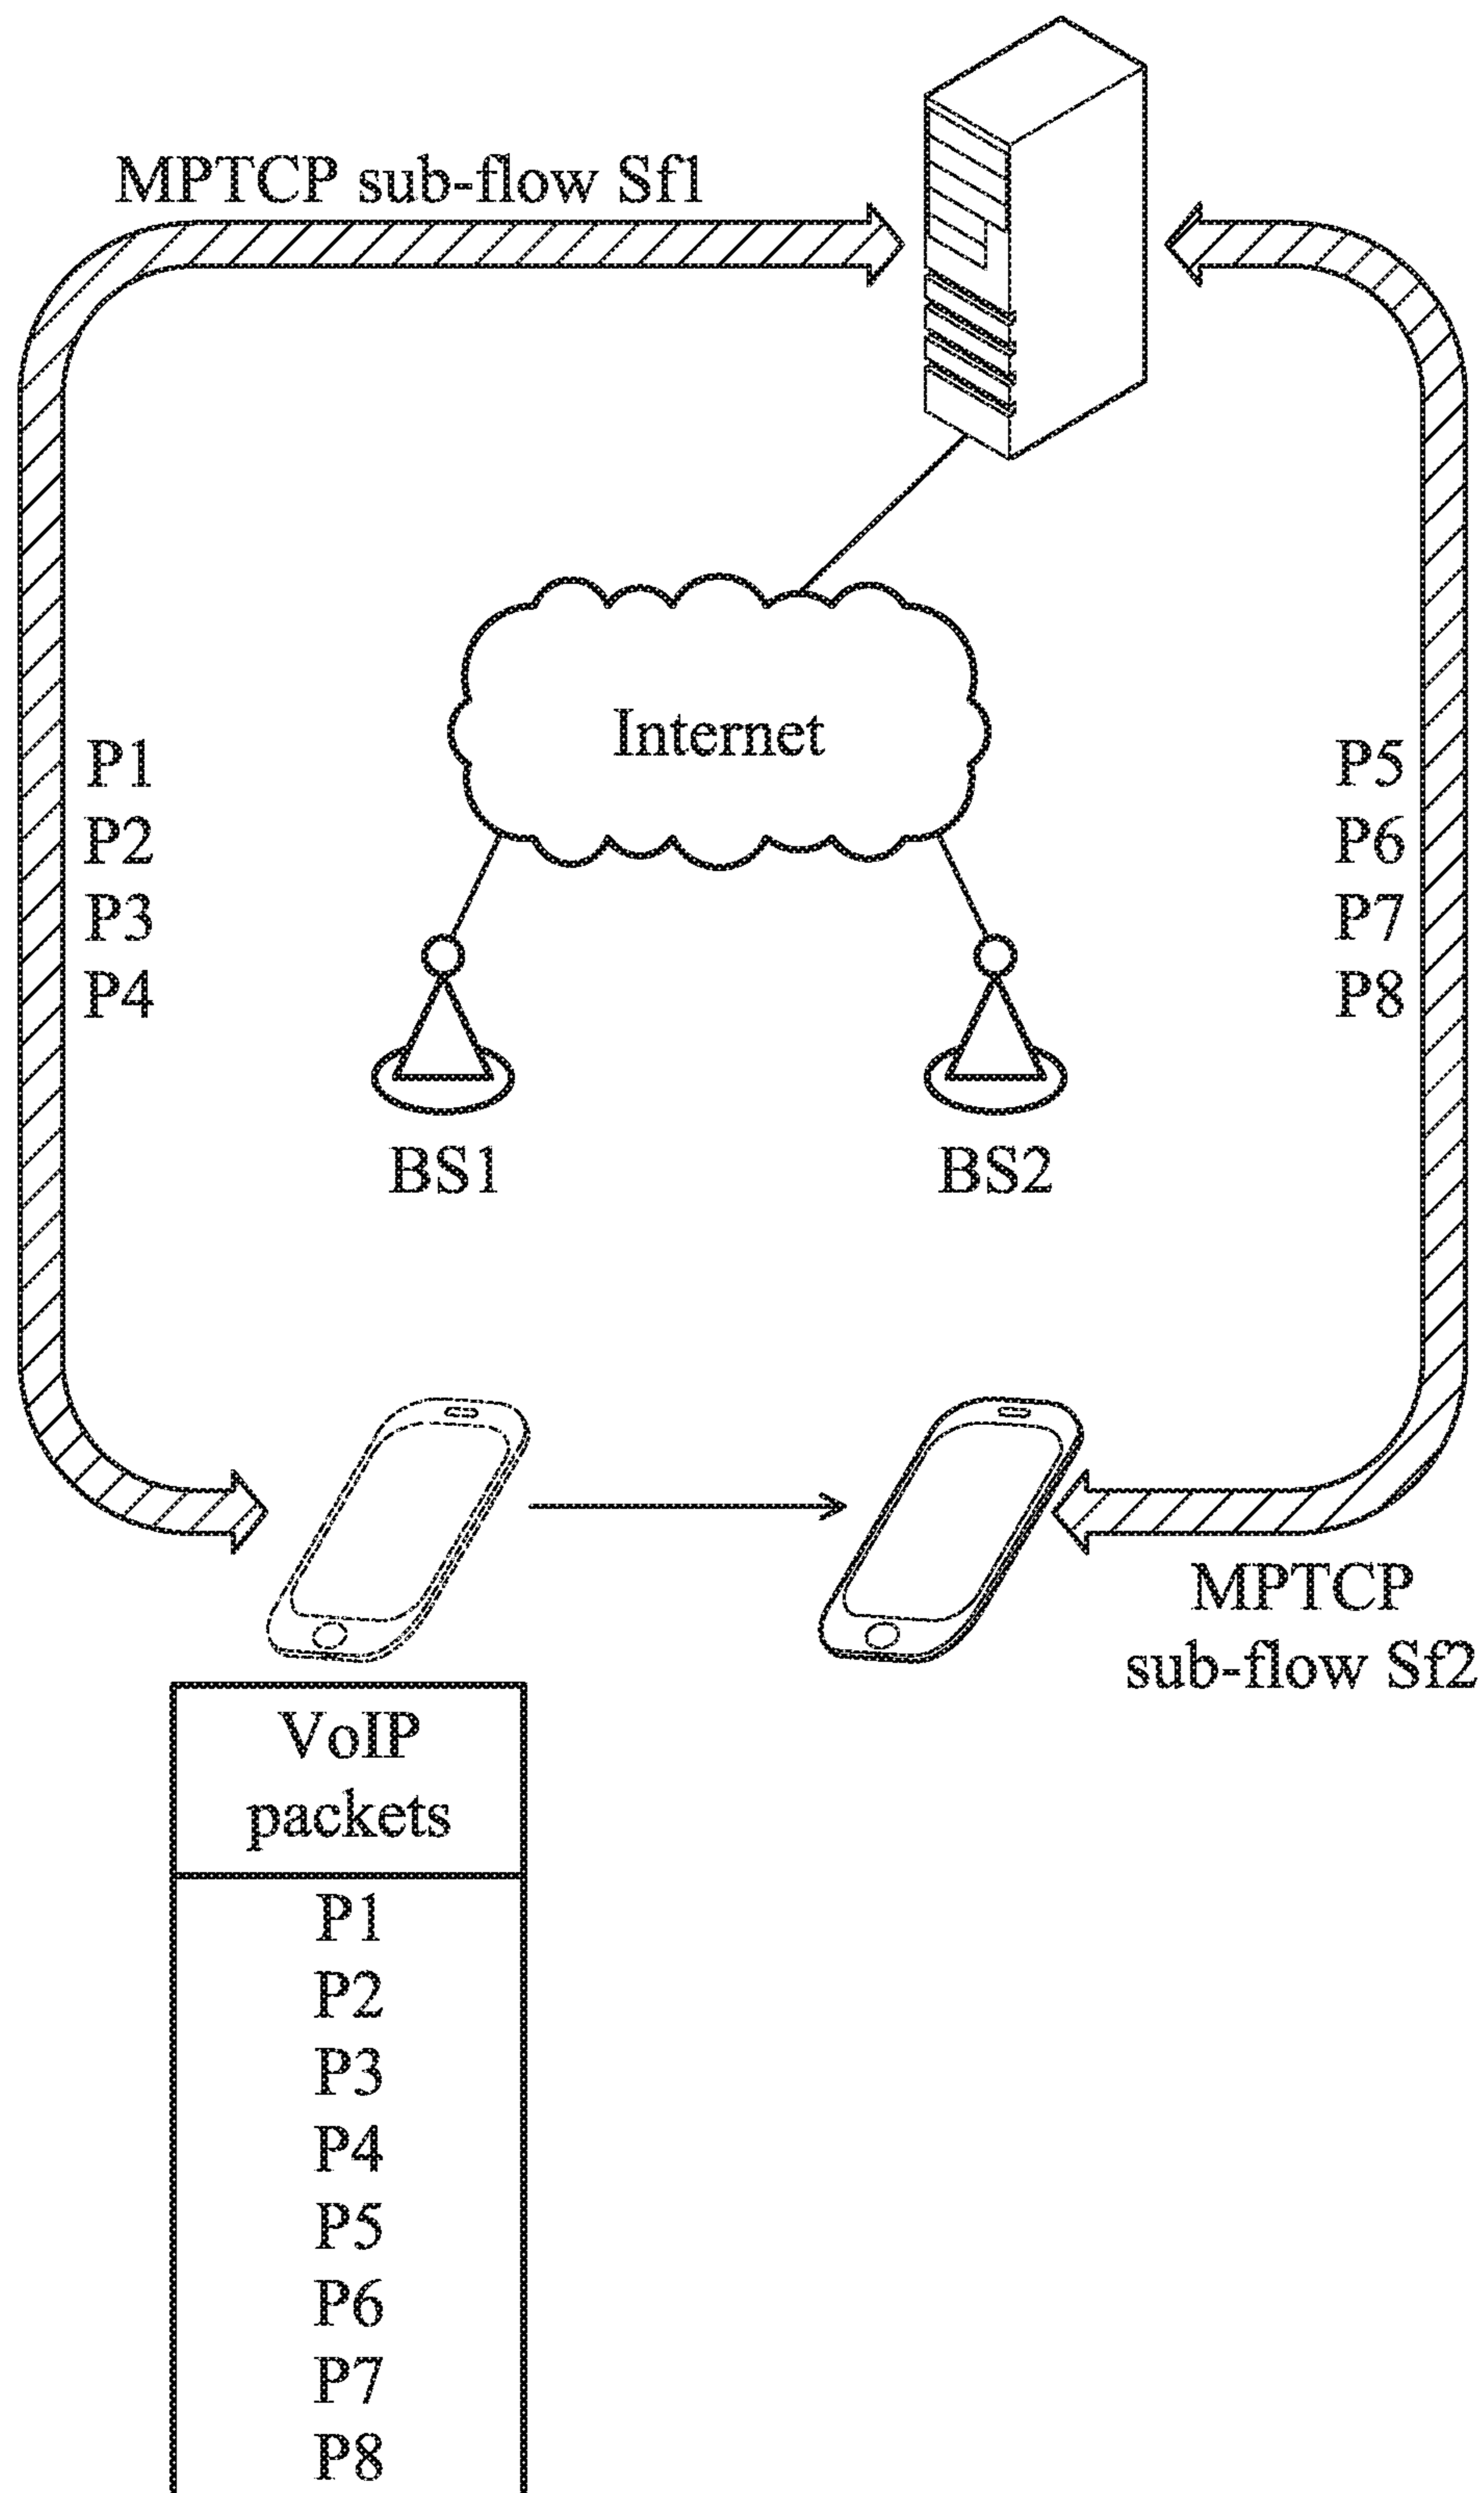 MPTCP sub-flow Sf1
Internet
P1
P2
P3
P4
P5
P6
P7
P8
BS1
BS2
MPTCP
sub-flow Sf2
VoIP
packets
P1
P2
P3
P4
P5
P6
P7
P8